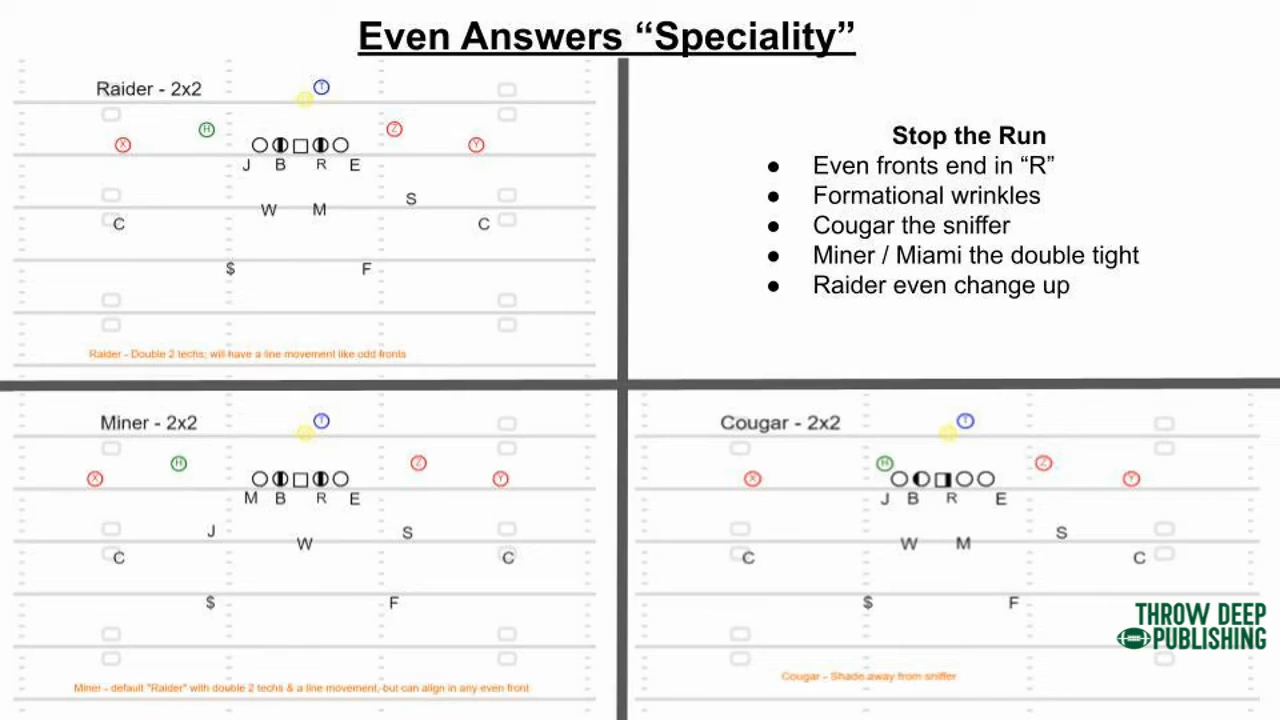 Even Answers “Speciality”
Raider - 2x2
T
H
Z
X
Y
J B R E
S
W M
C C
$ F
Raider - Double 2 techs; will have a line movement like odd fronts
Stop the Run
● Even fronts end in “R”
● Formational wrinkles
● Cougar the sniffer
● Miner / Miami the double tight
● Raider even change up
Miner - 2x2
T
H Z
X Y
M B R E
J S
W
C C
$ F
Miner - default "Raider" with double 2 techs & a line movement, but can align in any even front
Cougar - 2x2
T
H Z
X Y
J B R E
S
W M
C C
$ F
Cougar - Shade away from sniffer
THROW DEEP
PUBLISHING